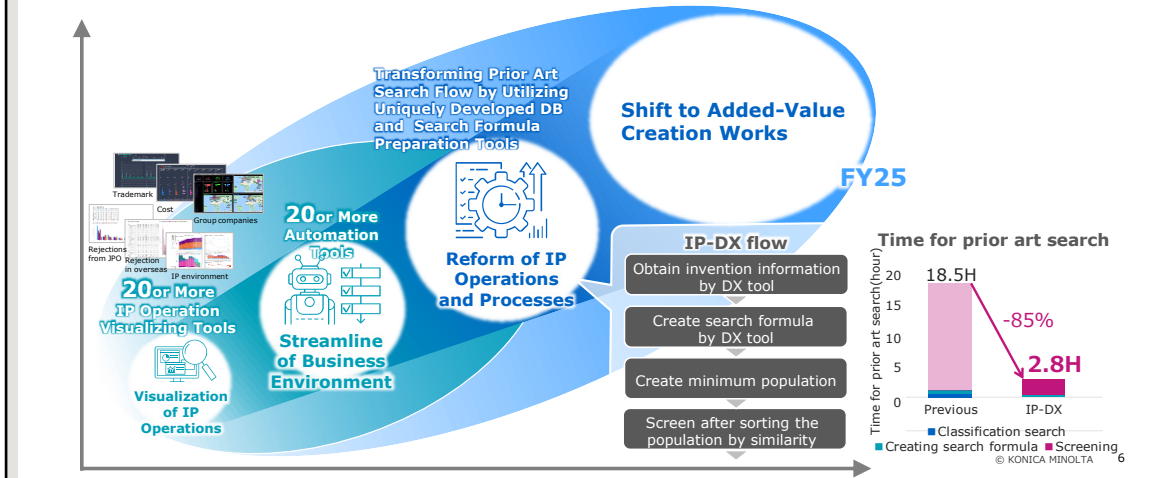 Transforming Prior Art
Search Flow by Utilizing
Uniquely Developed DB
and Search Formula
Preparation Tools
Shift to Added-Value
Creation Works
FY25
Trademark
Cost
Group companies
Rejections
from JPO
Rejection
in overseas
IP environment
20 or More
IP Operation
Visualizing Tools
Visualization
of IP
Operations
20 or More
Automation
Tools
Streamline
of Business
Environment
Reform of IP
Operations
and Processes
IP-DX flow
Obtain invention information
by DX tool
Create search formula
by DX tool
Create minimum population
Screen after sorting the
population by similarity
Time for prior art search
Time for prior art search(hour)
20
15
10
5
0
18.5H
-85%
2.8H
Previous
IP-DX
Classification search
Creating search formula
Screening
© KONICA MINOLTA
6